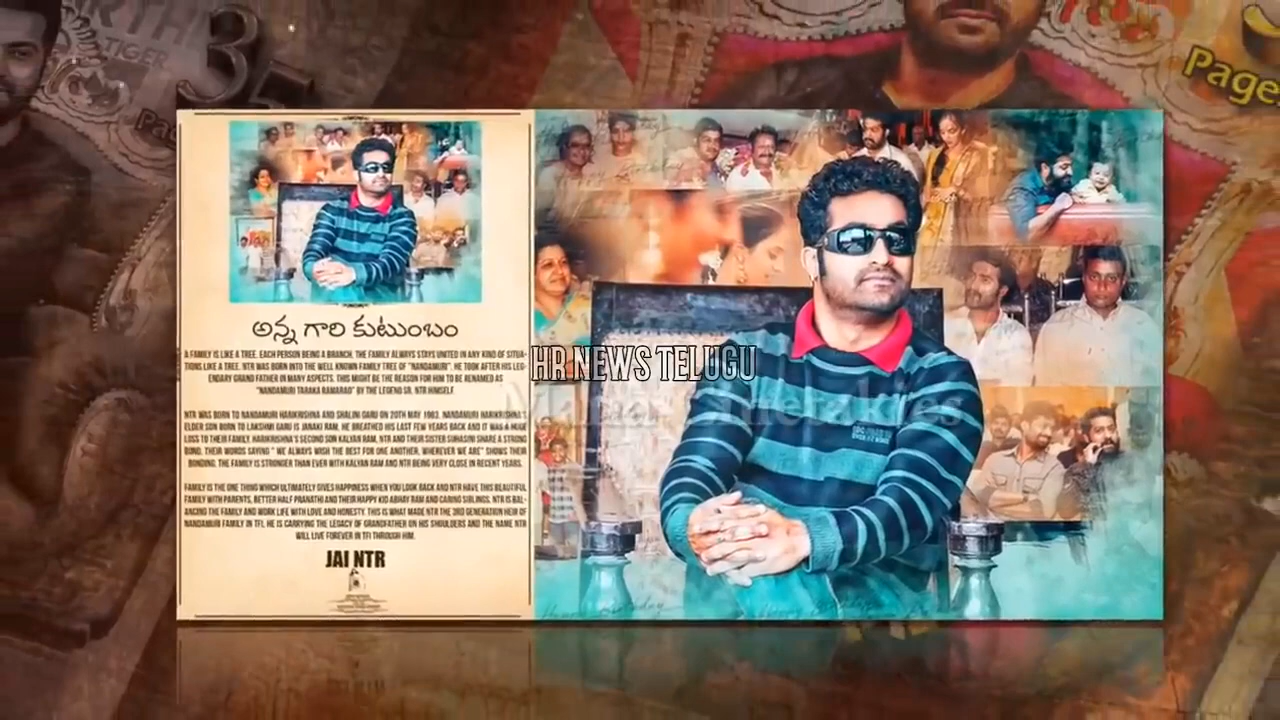 35
TIGER
Page
అన్న గారి కుటుంబం
A FAMILY IS LIKE A TREE. EACH PERSON BEING A BRANCH, THE FAMILY ALWAYS STAYS UNITED IN ANY KIND OF SITUA-
TIONS LIKE A TREE. NTR WAS BORN INTO THE WELL KNOWN FAMILY TREE OF "NANDAMURI". HE TOOK AFTER HIS LEG-
ENDARY GRAND FATHER IN MANY ASPECTS. THIS MIGHT BE THE REASON FOR HIM TO BE RENAMED AS
"NANDAMURI TARAKA RAMARAO" BY THE LEGEND SR. NTR HIMSELF.
NTR WAS BORN TO NANDAMURI HARIKRISHNA AND SHALINI GARU ON 20TH MAY 1983. NANDAMURI HARIKRISHNA'S
ELDER SON BORN TO LAKSHMI GARU IS JANAKI RAM, HE BREATHED HIS LAST FEW YEARS BACK AND IT WAS A HUGE
LOSS TO THEIR FAMILY. HARIKRISHNA'S SECOND SON KALYAN RAM, NTR AND THEIR SISTER SUHASINI SHARE A STRONG
BOND. THEIR WORDS SAYING " WE ALWAYS WISH THE BEST FOR ONE ANOTHER, WHEREVER WE ARE" SHOWS THEIR
BONDING. THE FAMILY IS STRONGER THAN EVER WITH KALYAN RAM AND NTR BEING VERY CLOSE IN RECENT YEARS.
FAMILY IS THE ONE THING WHICH ULTIMATELY GIVES HAPPINESS WHEN YOU LOOK BACK AND NTR HAVE THIS BEAUTIFUL
FAMILY WITH PARENTS, BETTER HALF PRANATHI AND THEIR HAPPY KID ABHAY RAM AND CARING SIBLINGS. NTR IS BAL-
ANCING THE FAMILY AND WORK LIFE WITH LOVE AND HONESTY. THIS IS WHAT MADE NTR THE 3RD GENERATION HEIR OF
NANDAMURI FAMILY IN TFI. HE IS CARRYING THE LEGACY OF GRANDFATHER ON HIS SHOULDERS AND THE NAME NTR
WILL LIVE FOREVER IN TFI THROUGH HIM.
JAI NTR
HR NEWS TELUGU
Mana Cinetakies